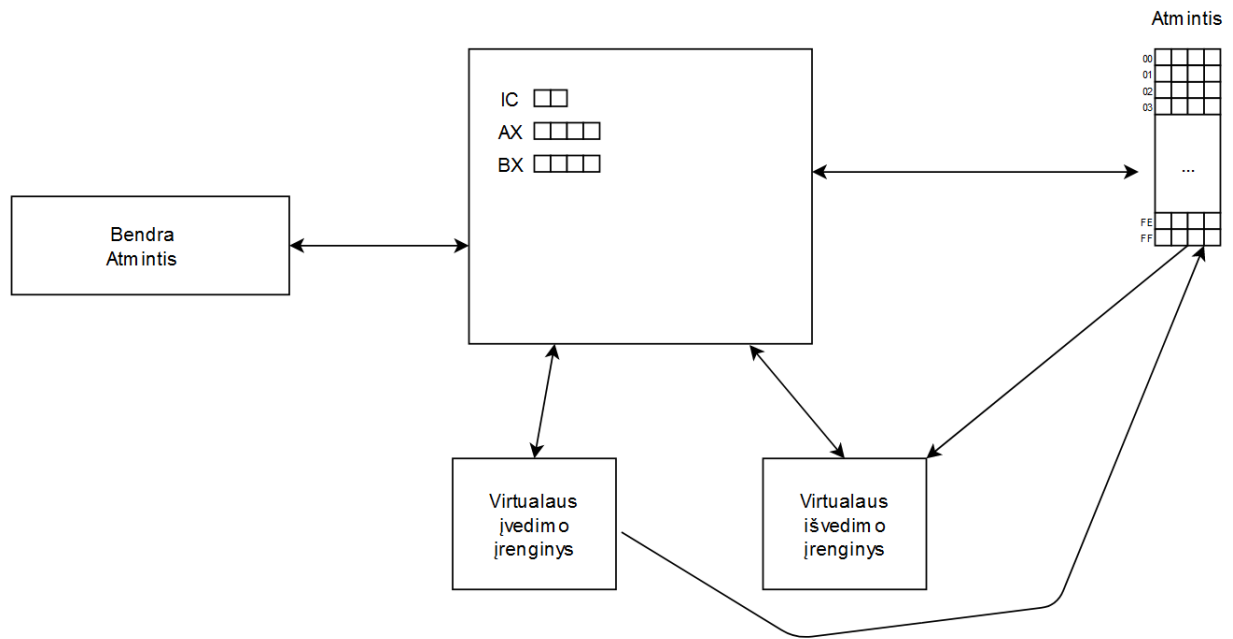 Atmintis
00
01
02
03
...
FE
FF
IC
AX
BX
Bendra
Atmintis
Virtualaus
įvedimo
įrenginys
Virtualaus
išvedimo
įrenginys